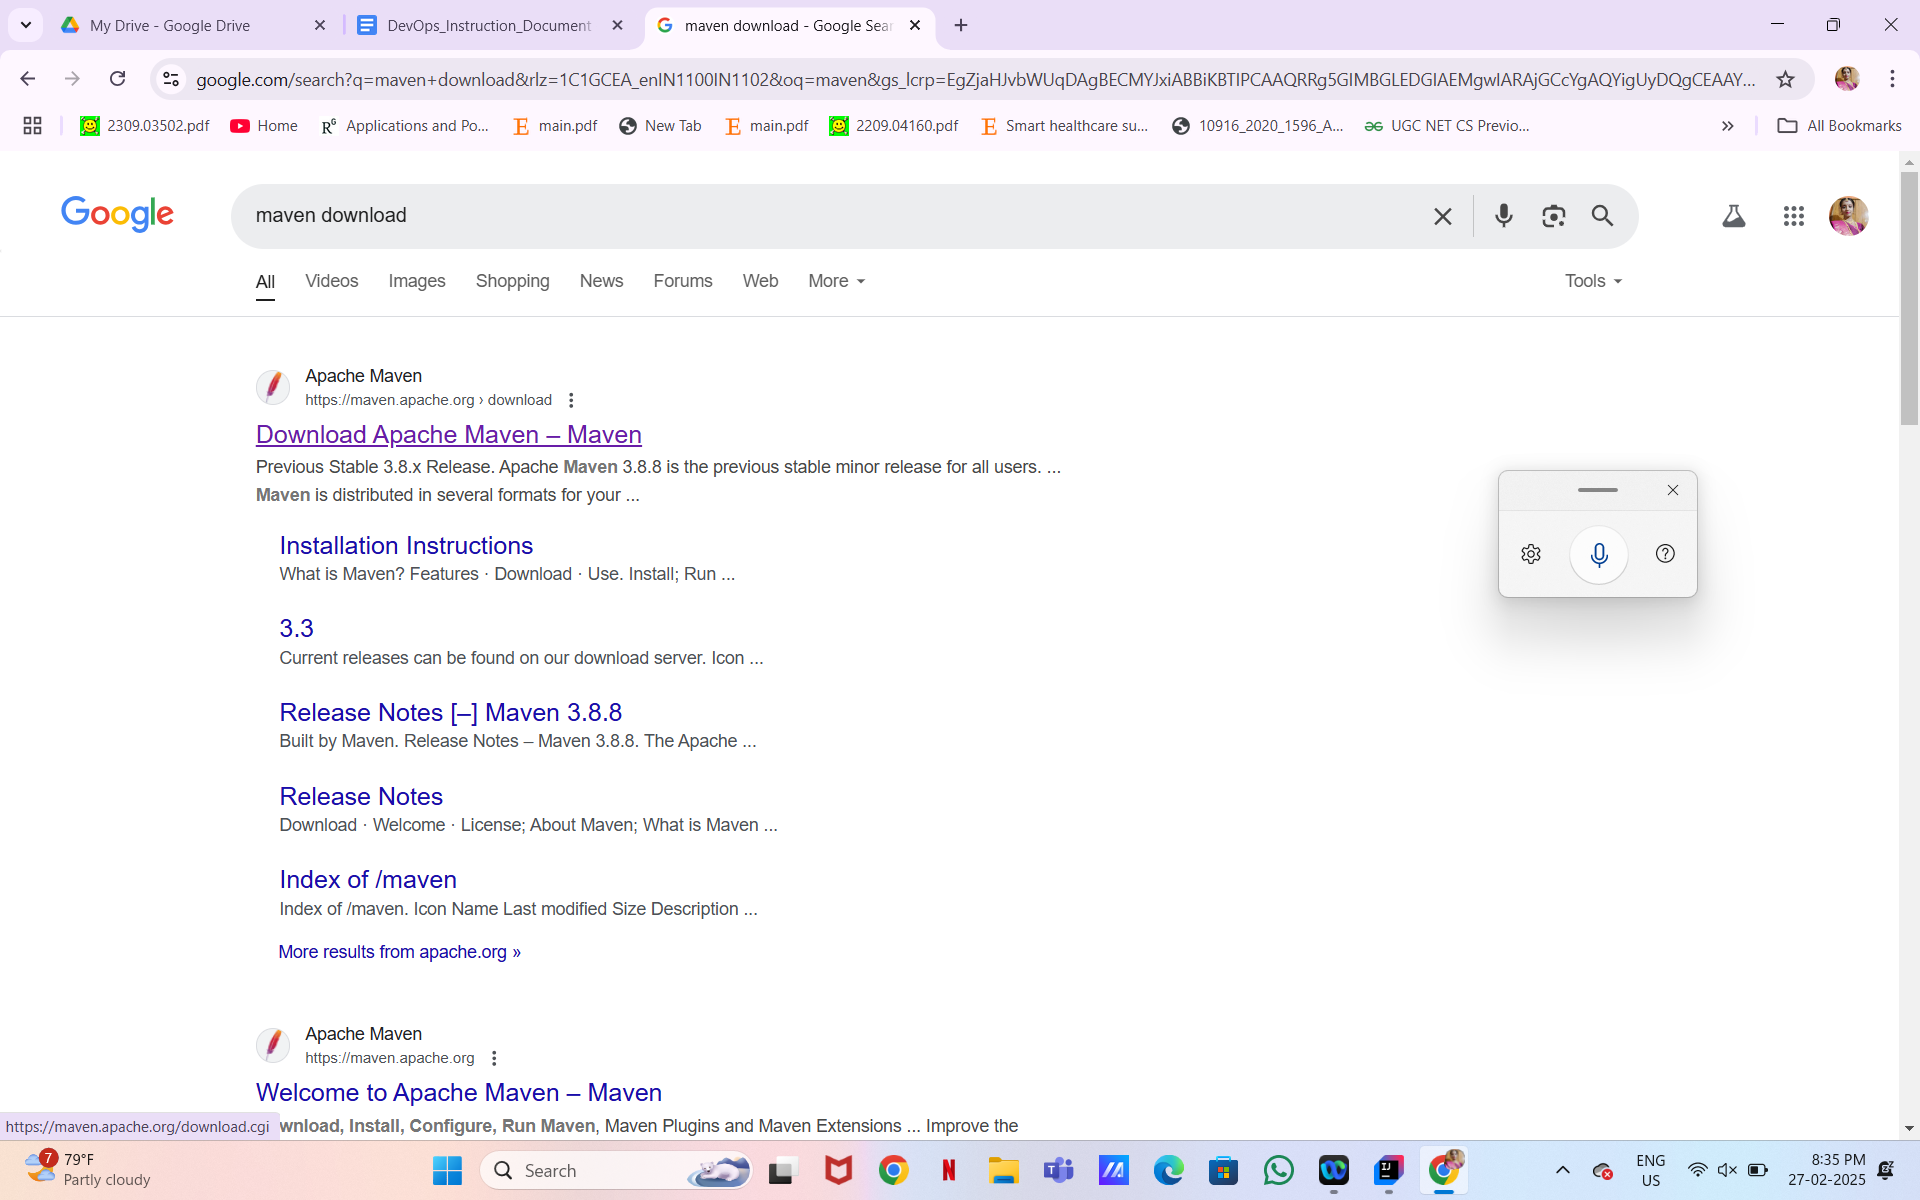 My Drive - Google Drive
DevOps_Instruction_Document
maven download - Google Sear
google.com/search?q=maven+download&rlz=1C1GCEA_enIN1100IN1102&oq=maven&gs_lcrp=EgZjaHJvbWUqDAgBECMYJxiABBiKBTIPCAAQRRg5GIMBGLEDGIAEMgwIARAjGCcYgAQYigUyDQgCEAAY...
2309.03502.pdf
Home
RG
Applications and Po...
E
main.pdf
New Tab
E
main.pdf
2209.04160.pdf
E
Smart healthcare su...
10916_2020_1596_A...
UGC NET CS Previo...
All Bookmarks
Google
maven download
All
Videos
Images
Shopping
News
Forums
Web
More
Tools
Apache Maven
https://maven.apache.org › download
Download Apache Maven – Maven
Previous Stable 3.8.x Release. Apache Maven 3.8.8 is the previous stable minor release for all users. ...
Maven is distributed in several formats for your ...
Installation Instructions
What is Maven? Features · Download · Use. Install; Run ...
3.3
Current releases can be found on our download server. Icon ...
Release Notes [–] Maven 3.8.8
Built by Maven. Release Notes – Maven 3.8.8. The Apache ...
Release Notes
Download · Welcome · License; About Maven; What is Maven ...
Index of /maven
Index of /maven. Icon Name Last modified Size Description ...
More results from apache.org »
Apache Maven
https://maven.apache.org
Welcome to Apache Maven – Maven
wnload, Install, Configure, Run Maven, Maven Plugins and Maven Extensions ... Improve the
https://maven.apache.org/download.cgi
7
79°F
Partly cloudy
Search
N
T
IJ
ENG
US
8:35 PM
27-02-2025